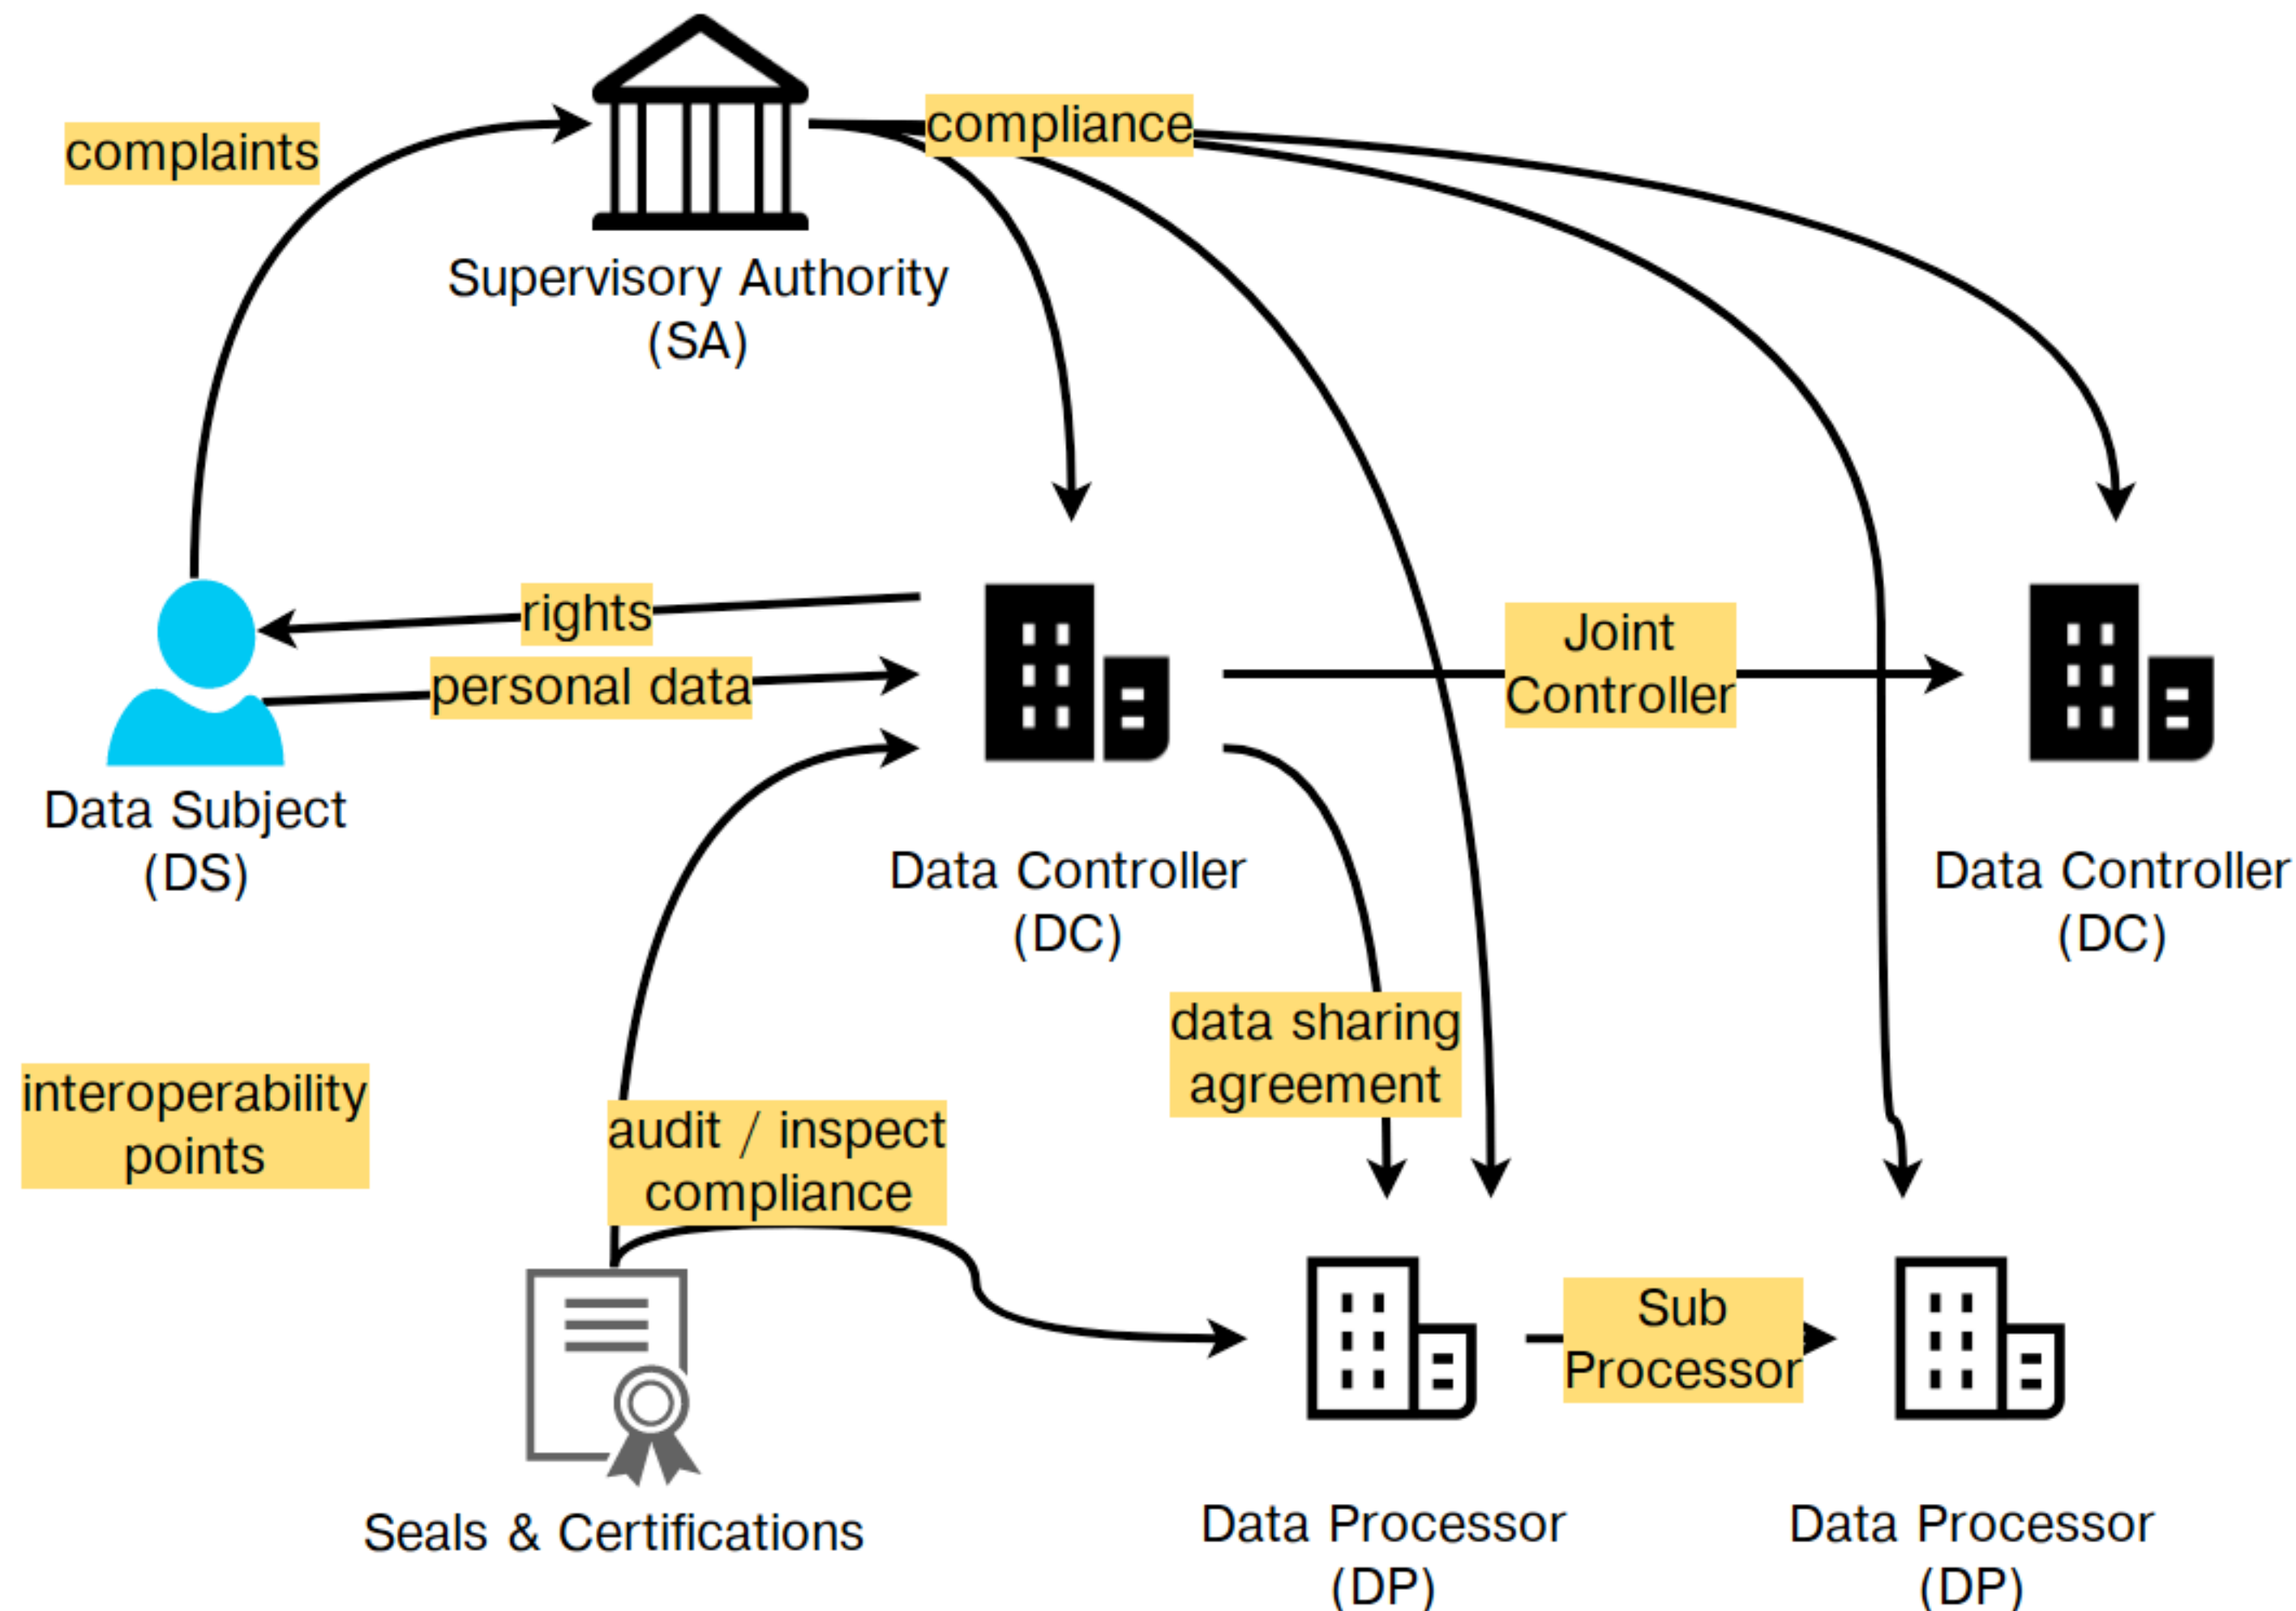 complaints
compliance
Supervisory Authority
(SA)
rights
personal data
Joint
Controller
Data Subject
(DS)
Data Controller
(DC)
Data Controller
(DC)
data sharing
agreement
interoperability
points
audit / inspect
compliance
Sub
Processor
Seals & Certifications
Data Processor
(DP)
Data Processor
(DP)